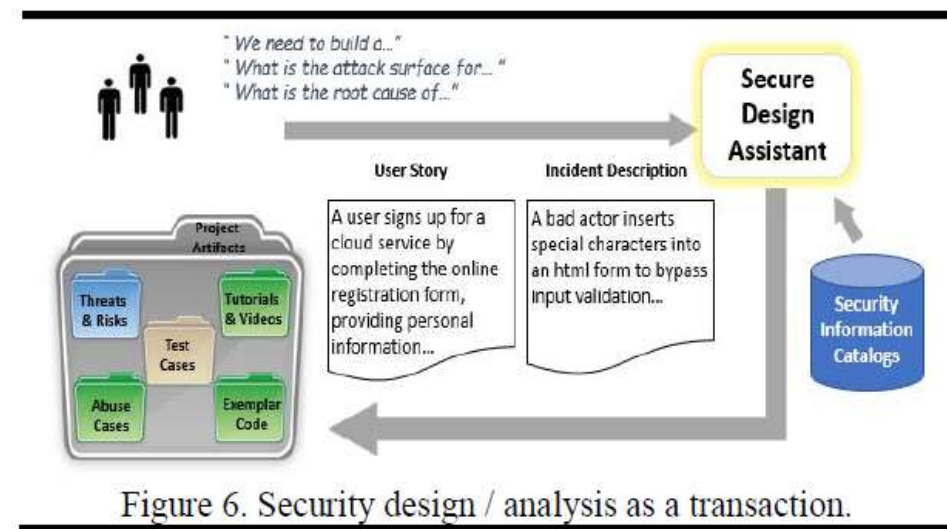 " We need to build a..."
" What is the attack surface for... "
" What is the root cause of..."
Secure
Design
Assistant
User Story
Incident Description
A user signs up for a
cloud service by
completing the online
registration form,
providing personal
information...
A bad actor inserts
special characters into
an html form to bypass
input validation...
Project
Artifacts
Threats
& Risks
Tutorials
& Videos
Test
Cases
Abuse
Cases
Exemplar
Code
Security
Information
Catalogs
Figure 6. Security design / analysis as a transaction.